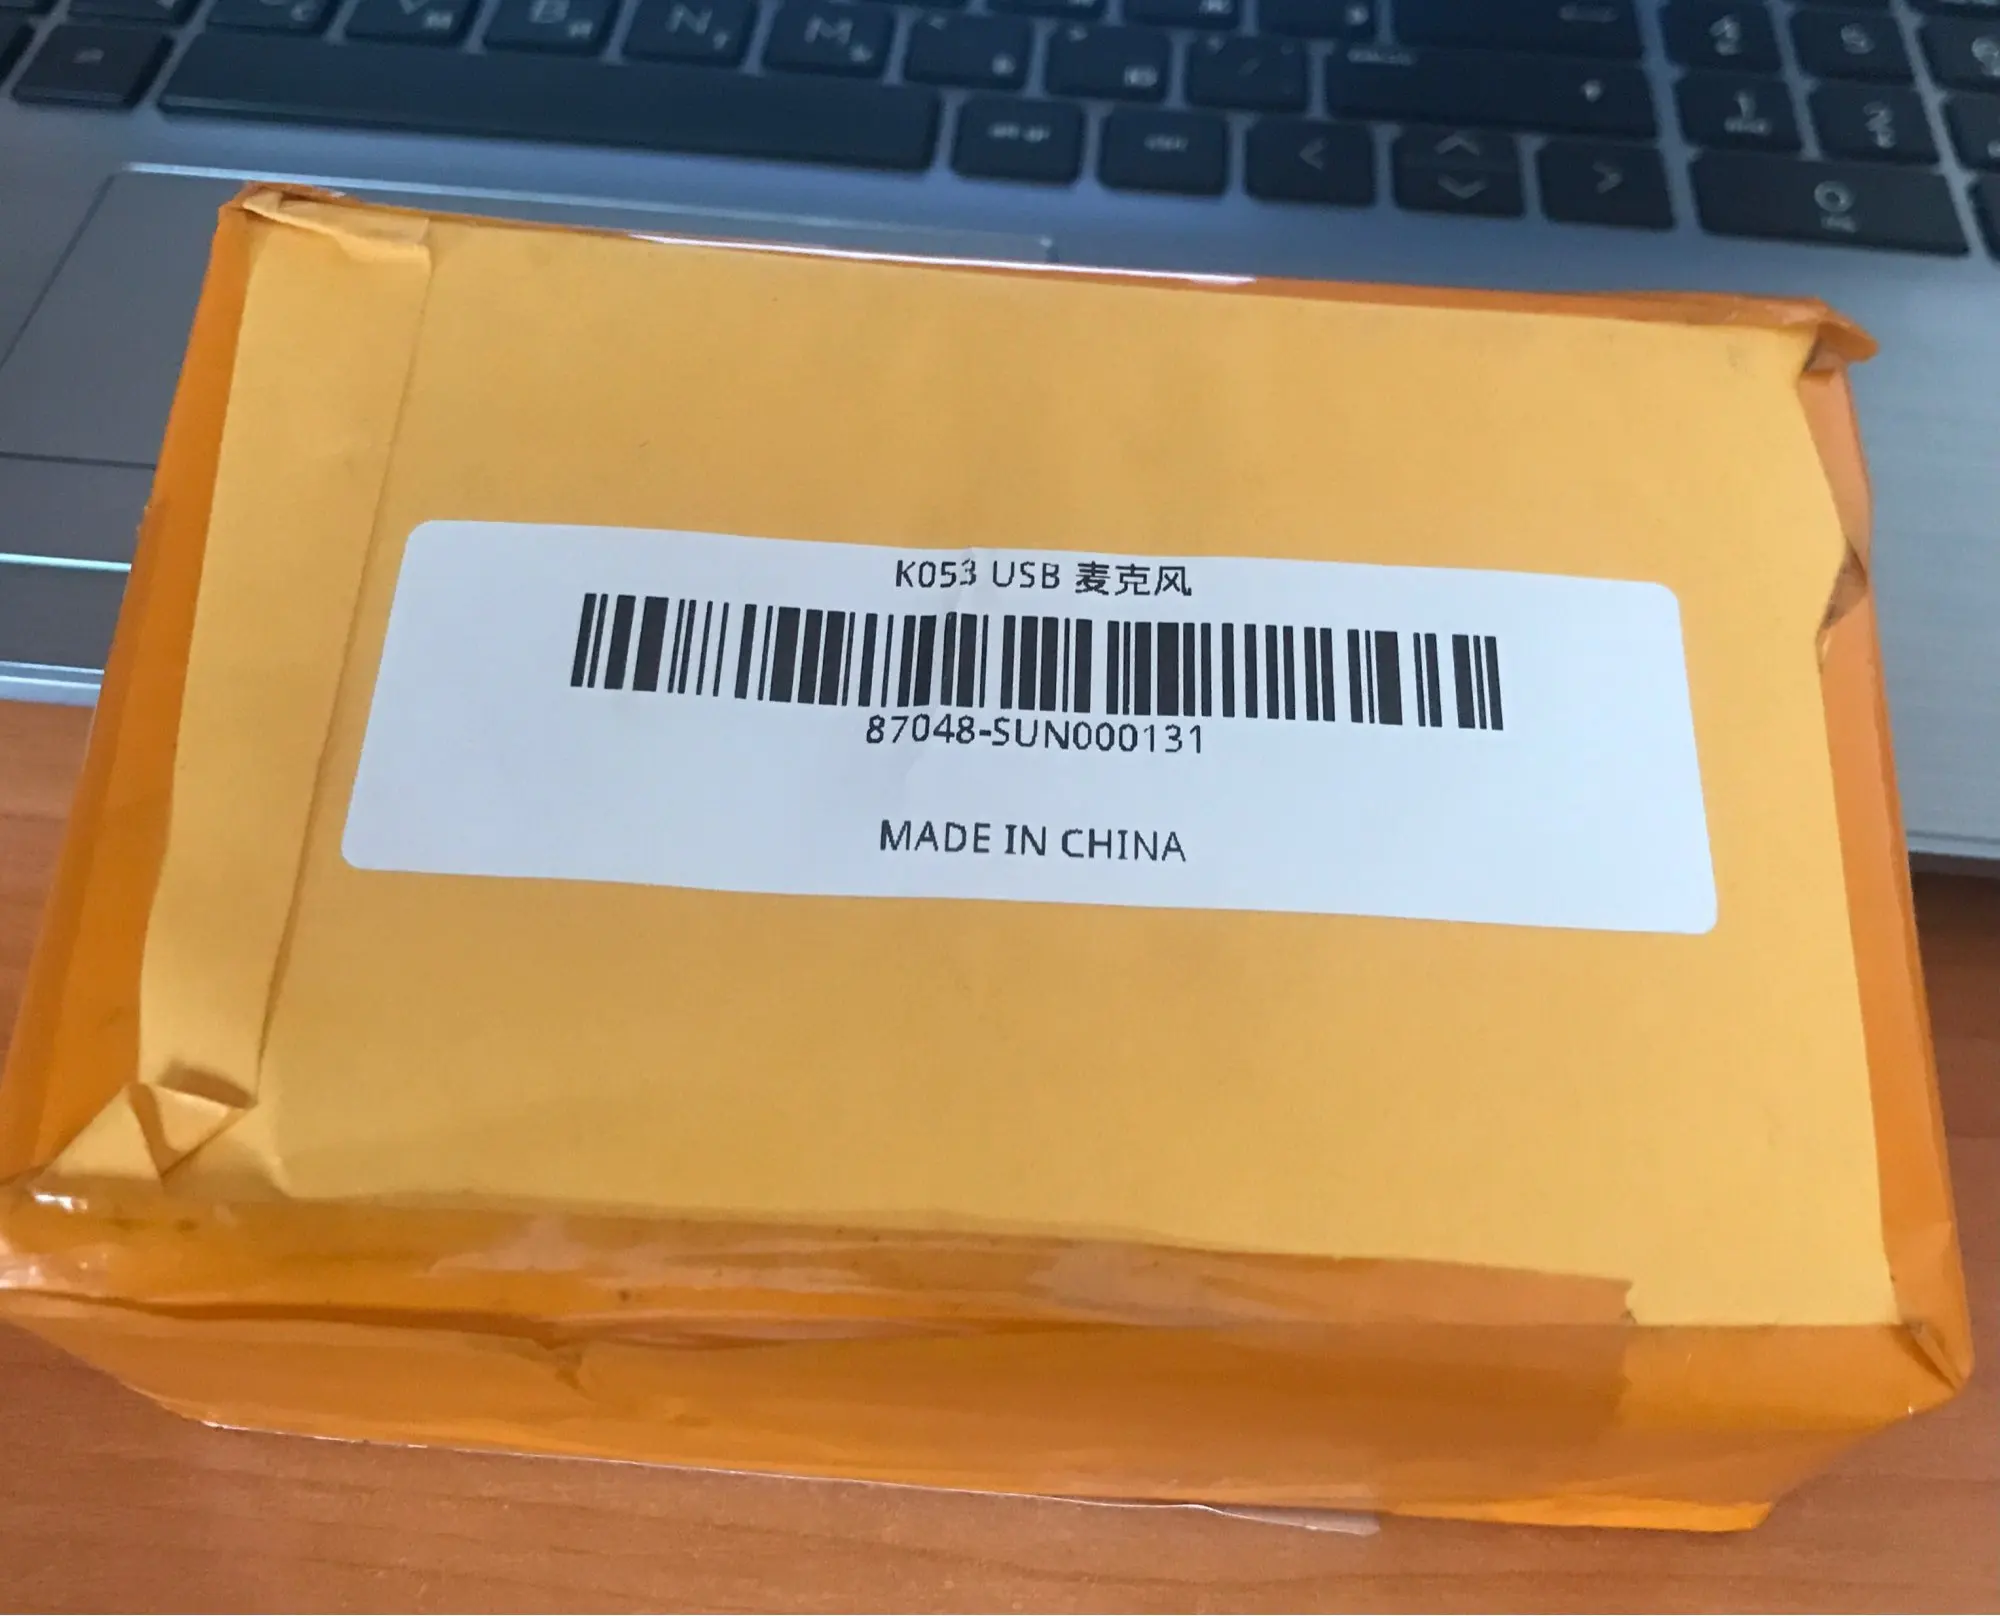 V м
B и
N т
M ь
K053 USB 麦克风
87048-SUN000131
MADE IN CHINA